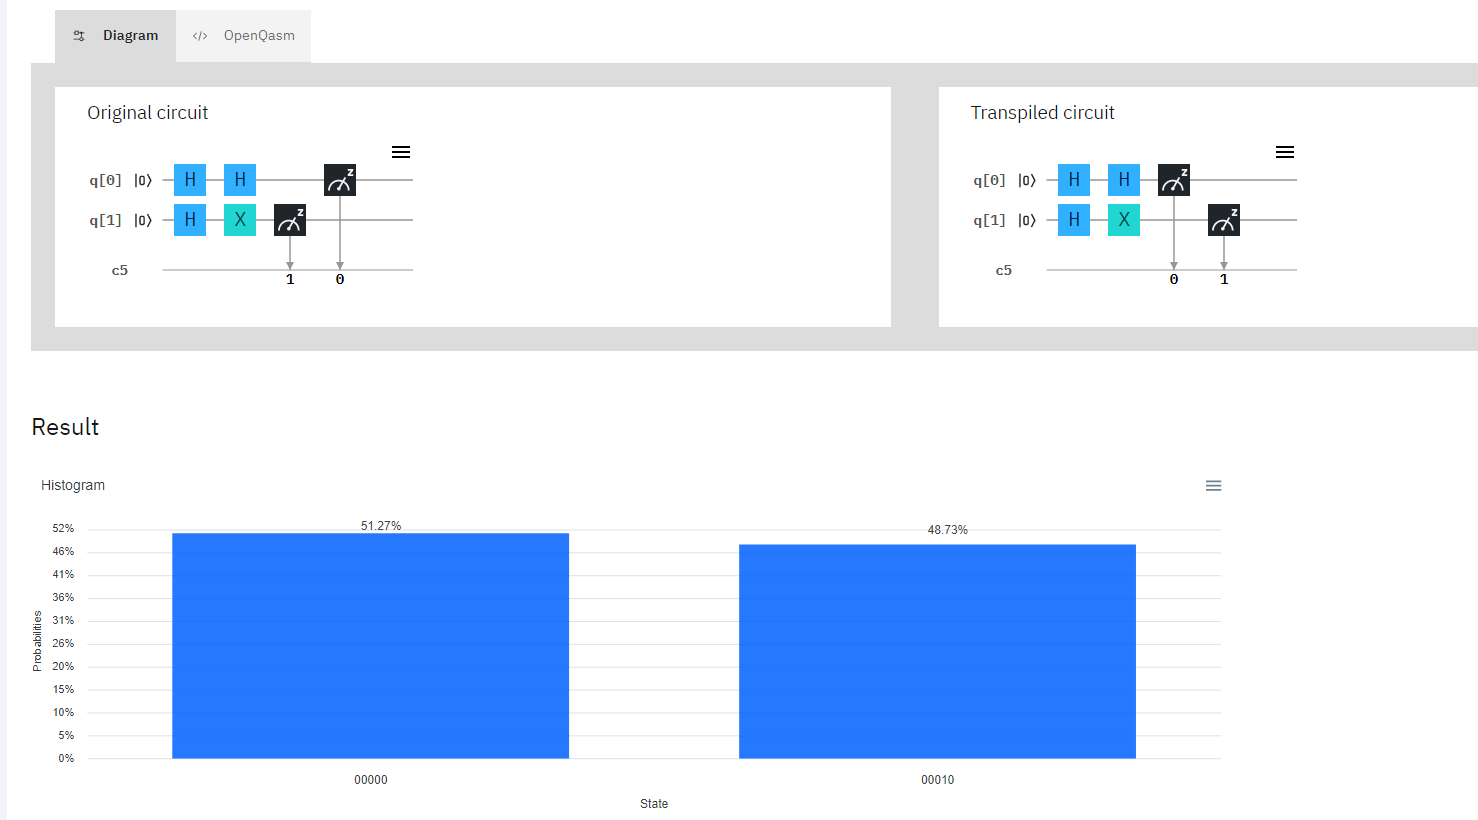 Diagram
</> OpenQasm
Original circuit
q[0] |0⟩ H H z
q[1] |0⟩ H X z
c5
1 0
Transpiled circuit
q[0] |0⟩ H H z
q[1] |0⟩ H X z
c5
0 1
Result
Histogram
51.27%
48.73%
52%
46%
41%
36%
31%
26%
20%
15%
10%
5%
0%
Probabilities
00000
00010
State